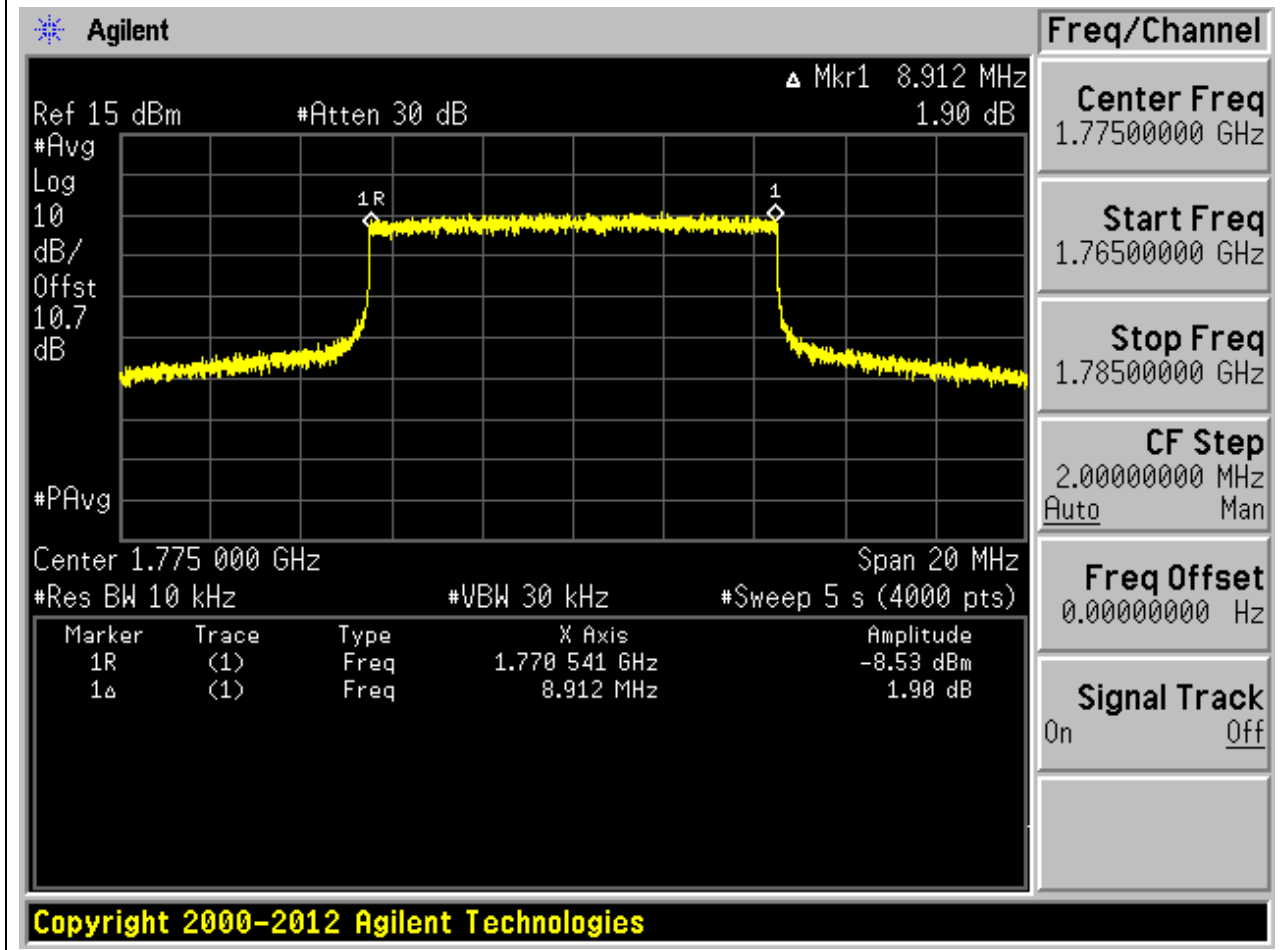 Agilent
Freq/Channel
Δ Mkr1 8.912 MHz
Ref 15 dBm #Atten 30 dB 1.90 dB
#Avg
Log
10
dB/
Offst
10.7
dB
1R
1
#PAvg
Center 1.775 000 GHz Span 20 MHz
#Res BW 10 kHz #VBW 30 kHz #Sweep 5 s (4000 pts)
Marker Trace Type X Axis Amplitude
1R (1) Freq 1.770 541 GHz -8.53 dBm
1Δ (1) Freq 8.912 MHz 1.90 dB
Center Freq
1.77500000 GHz
Start Freq
1.76500000 GHz
Stop Freq
1.78500000 GHz
CF Step
2.00000000 MHz
Auto Man
Freq Offset
0.00000000 Hz
Signal Track
On Off
Copyright 2000-2012 Agilent Technologies